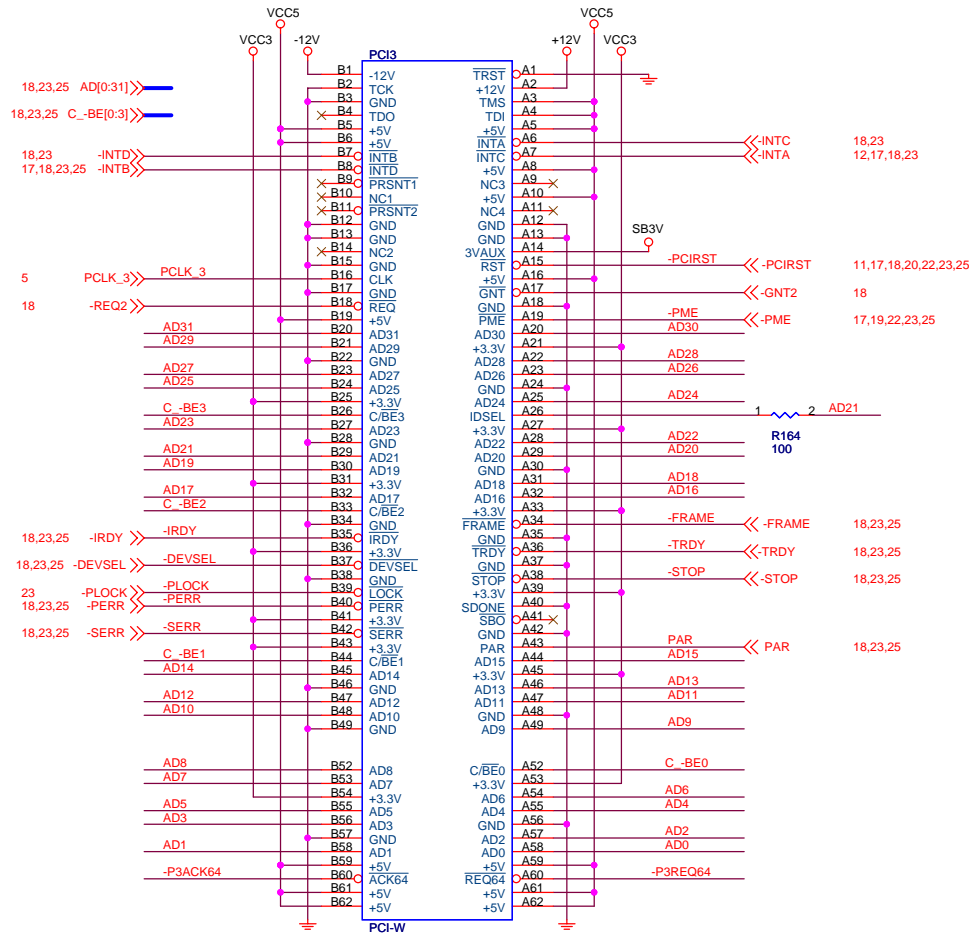 VCC5 VCC5
VCC3 -12V +12V VCC3
PCI3
18,23,25 AD[0:31]
18,23,25 C_-BE[0:3]
B1 -12V TRST A1
B2 TCK +12V A2
B3 GND TMS A3
B4 TDO TDI A4
B5 +5V +5V A5
B6 +5V INTA A6 -INTC 18,23
18,23 -INTD B7 INTB INTC A7 -INTA 12,17,18,23
17,18,23,25 -INTB B8 INTD +5V A8
B9 PRSNT1 NC3 A9
B10 NC1 +5V A10
B11 PRSNT2 NC4 A11
B12 GND GND A12
B13 GND GND A13
B14 NC2 3VAUX A14 SB3V
B15 GND RST A15 -PCIRST -PCIRST 11,17,18,20,22,23,25
5 PCLK_3 PCLK_3 B16 CLK +5V A16
B17 GND GNT A17 -GNT2 18
18 -REQ2 B18 REQ GND A18
B19 +5V PME A19 -PME -PME 17,19,22,23,25
AD31 B20 AD31 AD30 A20 AD30
AD29 B21 AD29 +3.3V A21
B22 GND AD28 A22 AD28
AD27 B23 AD27 AD26 A23 AD26
AD25 B24 AD25 GND A24
B25 +3.3V AD24 A25 AD24
C_-BE3 B26 C/BE3 IDSEL A26 1 2 AD21
R164
100
AD23 B27 AD23 +3.3V A27
B28 GND AD22 A28 AD22
AD21 B29 AD21 AD20 A29 AD20
AD19 B30 AD19 GND A30
B31 +3.3V AD18 A31 AD18
AD17 B32 AD17 AD16 A32 AD16
C_-BE2 B33 C/BE2 +3.3V A33
B34 GND FRAME A34 -FRAME -FRAME 18,23,25
18,23,25 -IRDY -IRDY B35 IRDY GND A35
B36 +3.3V TRDY A36 -TRDY -TRDY 18,23,25
18,23,25 -DEVSEL -DEVSEL B37 DEVSEL GND A37
B38 GND STOP A38 -STOP -STOP 18,23,25
23 -PLOCK -PLOCK B39 LOCK +3.3V A39
18,23,25 -PERR -PERR B40 PERR SDONE A40
B41 +3.3V SBO A41
18,23,25 -SERR -SERR B42 SERR GND A42
B43 +3.3V PAR A43 PAR PAR 18,23,25
C_-BE1 B44 C/BE1 AD15 A44 AD15
AD14 B45 AD14 +3.3V A45
B46 GND AD13 A46 AD13
AD12 B47 AD12 AD11 A47 AD11
AD10 B48 AD10 GND A48
B49 GND AD9 A49 AD9
AD8 B52 AD8 C/BE0 A52 C_-BE0
AD7 B53 AD7 +3.3V A53
B54 +3.3V AD6 A54 AD6
AD5 B55 AD5 AD4 A55 AD4
AD3 B56 AD3 GND A56
B57 GND AD2 A57 AD2
AD1 B58 AD1 AD0 A58 AD0
B59 +5V +5V A59
-P3ACK64 B60 ACK64 REQ64 A60 -P3REQ64
B61 +5V +5V A61
B62 +5V +5V A62
PCI-W